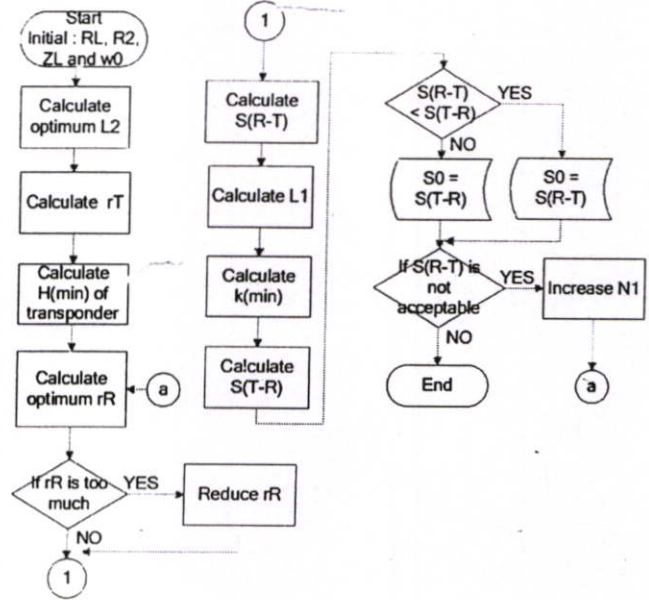 Start
Initial : RL, R2,
ZL and w0
Calculate
optimum L2
Calculate rT
Calculate
H(min) of
transponder
Calculate
optimum rR
a
If rR is too
much
YES
Reduce rR
NO
1
1
Calculate
S(R-T)
Calculate L1
Calculate
k(min)
Calculate
S(T-R)
S(R-T)
< S(T-R)
YES
NO
S0 =
S(T-R)
S0 =
S(R-T)
If S(R-T) is
not
acceptable
YES
Increase N1
NO
End
a